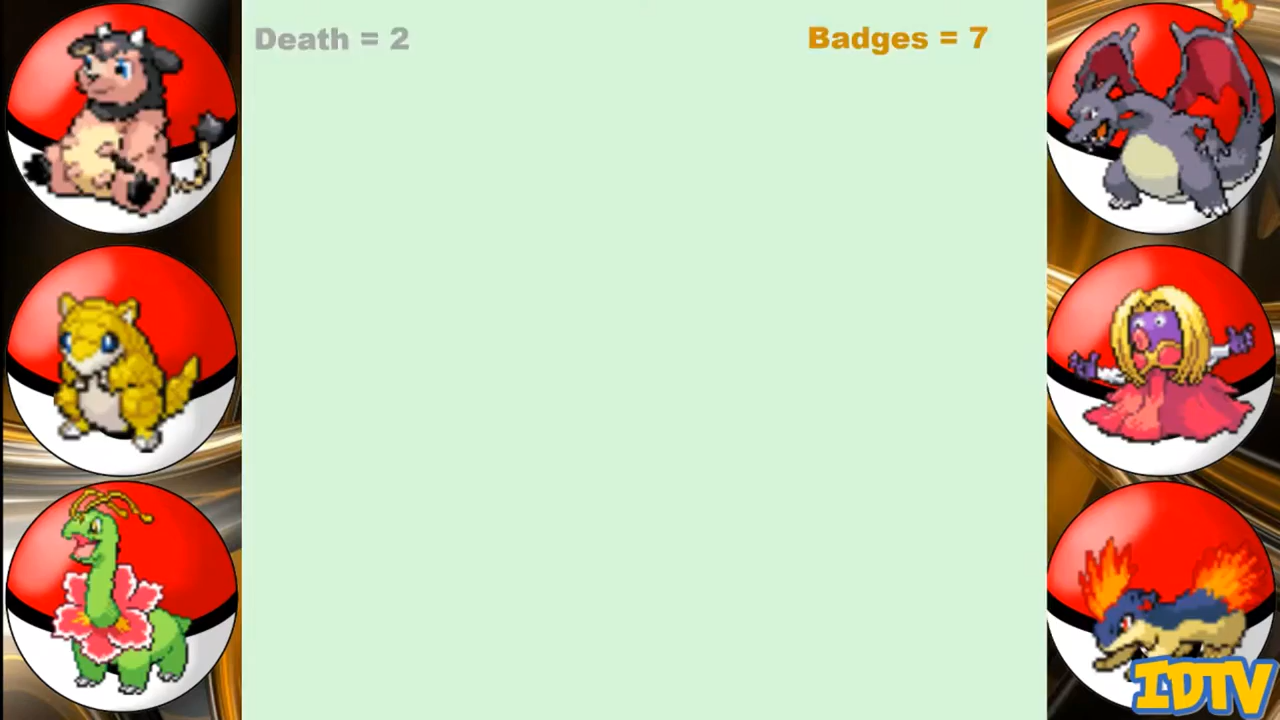 Death = 2
Badges = 7
IDTV